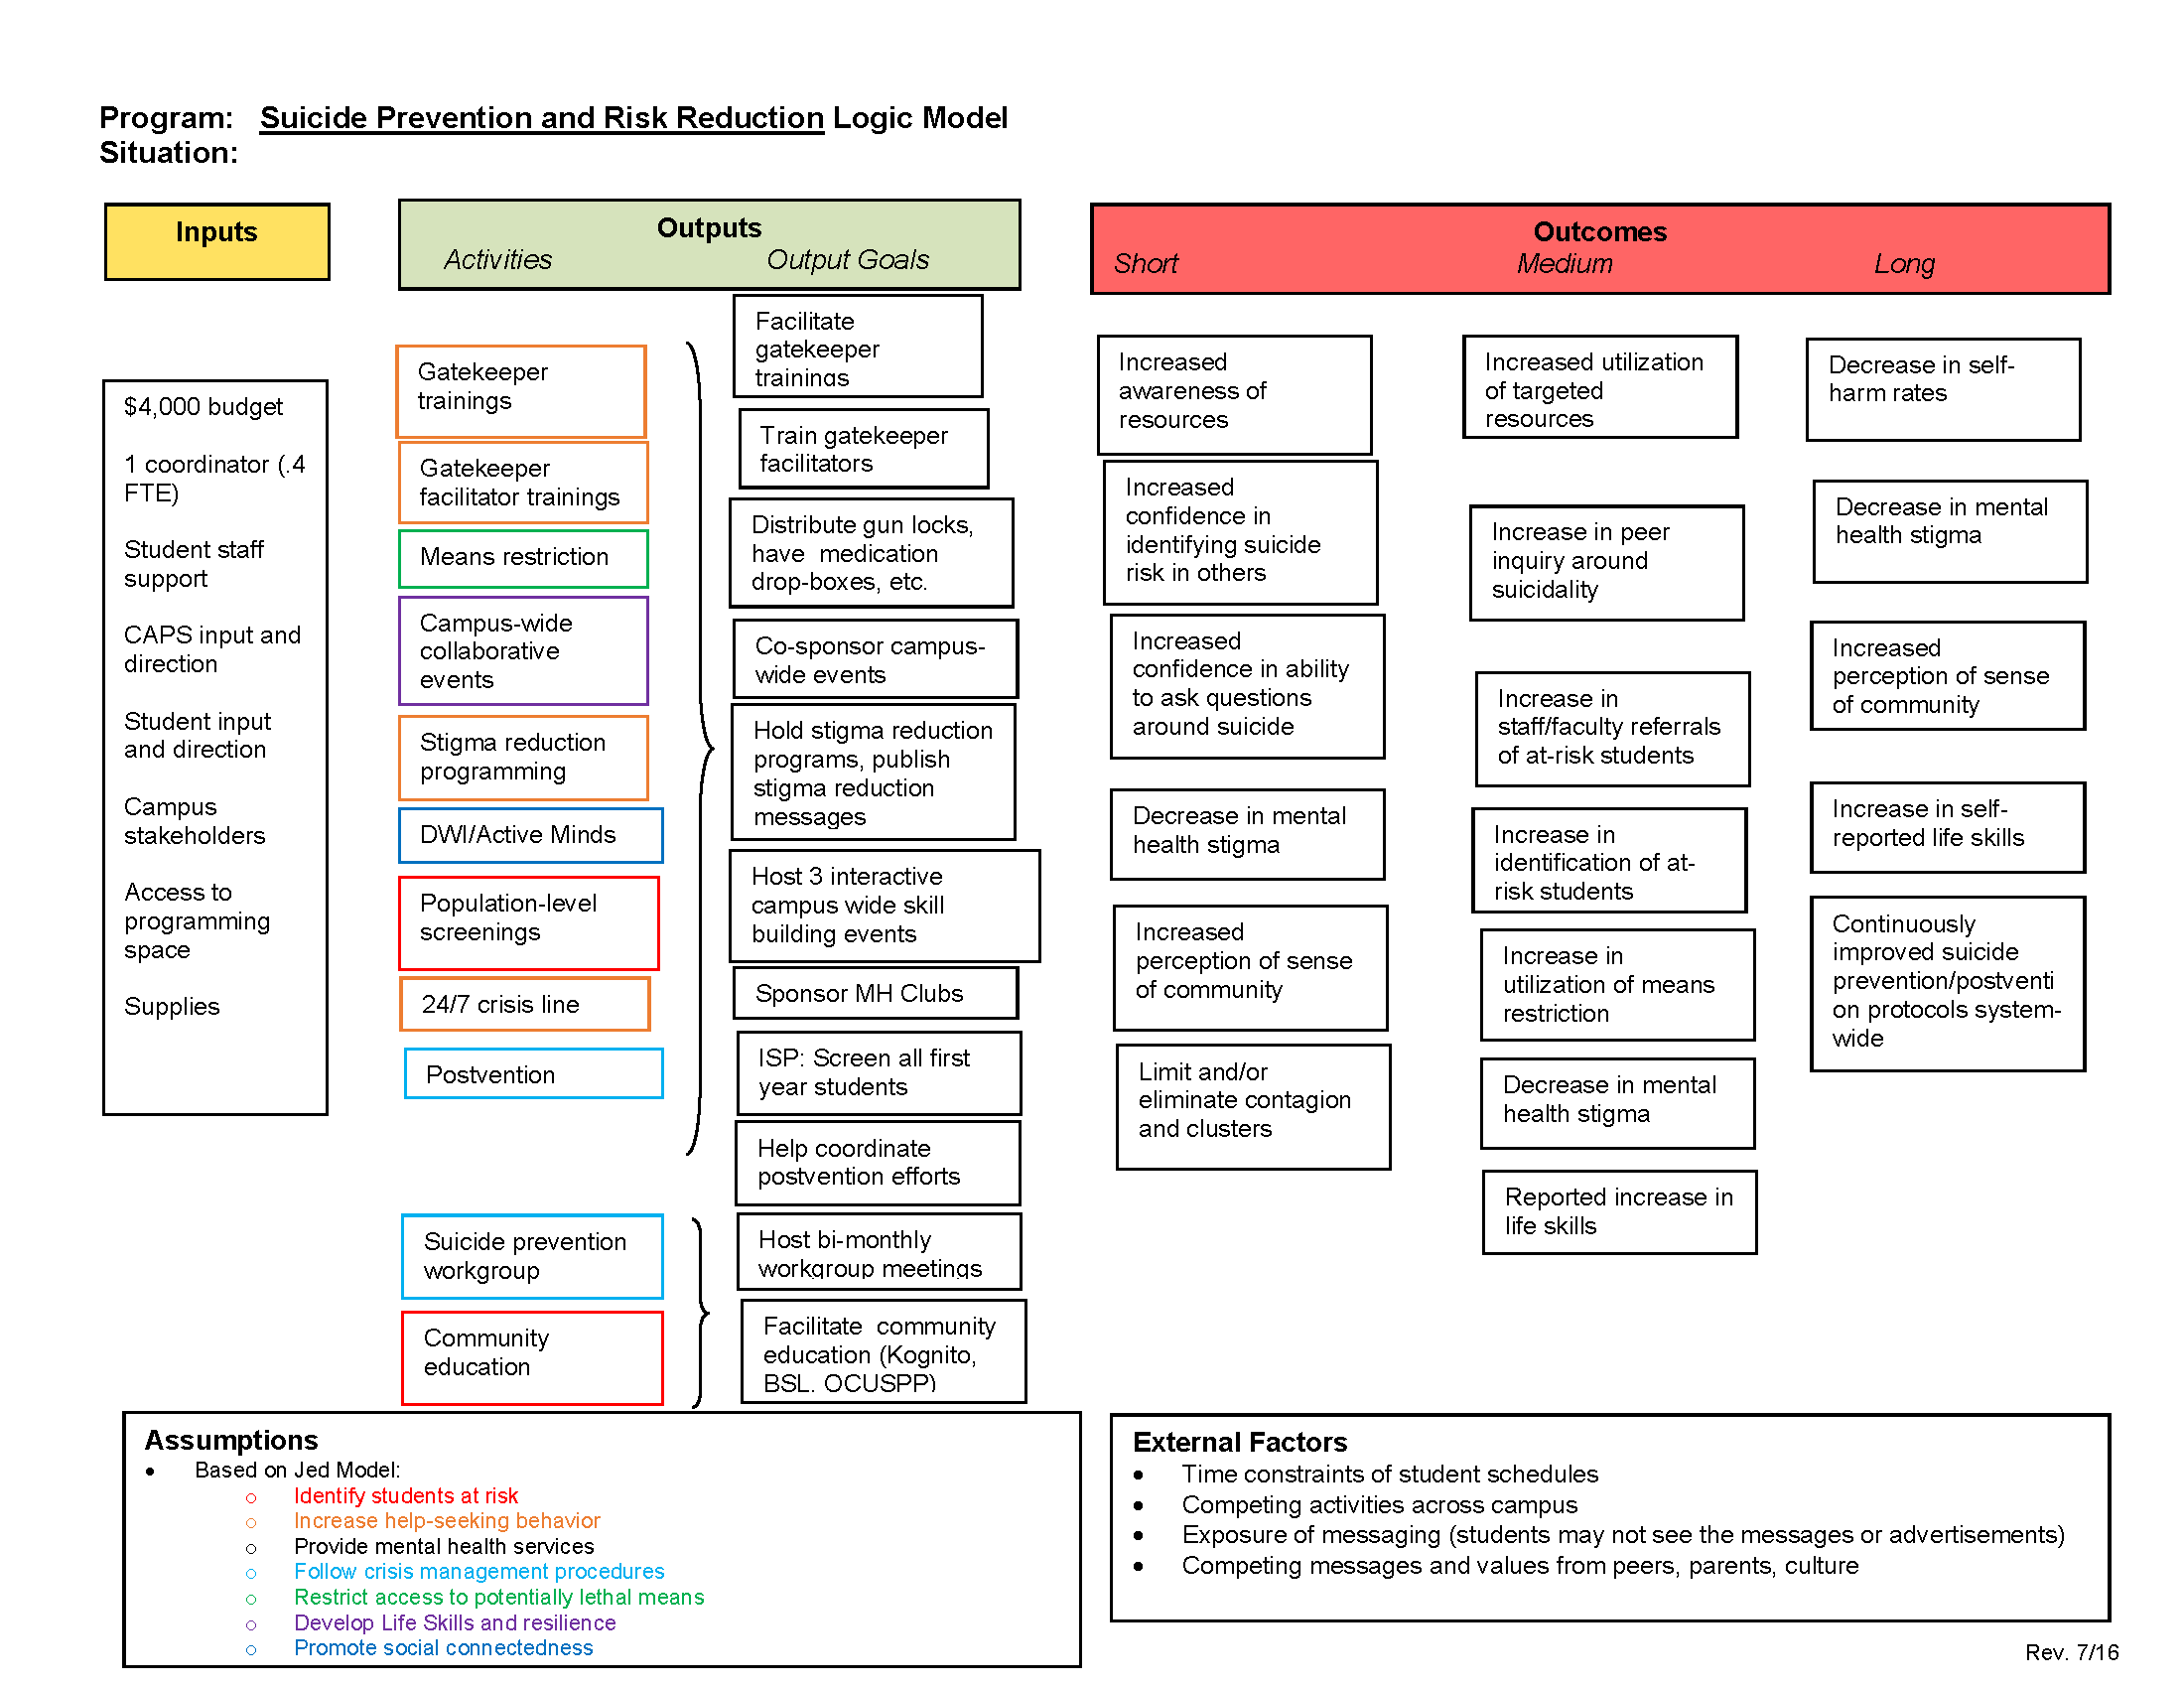 Program: Suicide Prevention and Risk Reduction Logic Model
Situation:
Inputs
$4,000 budget
1 coordinator (.4
FTE)
Student staff
support
CAPS input and
direction
Student input
and direction
Campus
stakeholders
Access to
programming
space
Supplies
Outputs
Activities Output Goals
Gatekeeper
trainings
Gatekeeper
facilitator trainings
Means restriction
Campus-wide
collaborative
events
Stigma reduction
programming
DWI/Active Minds
Population-level
screenings
24/7 crisis line
Postvention
Suicide prevention
workgroup
Community
education
Facilitate
gatekeeper
trainings
Train gatekeeper
facilitators
Distribute gun locks,
have medication
drop-boxes, etc.
Co-sponsor campus-
wide events
Hold stigma reduction
programs, publish
stigma reduction
messages
Host 3 interactive
campus wide skill
building events
Sponsor MH Clubs
ISP: Screen all first
year students
Help coordinate
postvention efforts
Host bi-monthly
workgroup meetings
Facilitate community
education (Kognito,
BSL, OCUSPP)
Outcomes
Short Medium Long
Increased
awareness of
resources
Increased
confidence in
identifying suicide
risk in others
Increased
confidence in ability
to ask questions
around suicide
Decrease in mental
health stigma
Increased
perception of sense
of community
Limit and/or
eliminate contagion
and clusters
Increased utilization
of targeted
resources
Increase in peer
inquiry around
suicidality
Increase in
staff/faculty referrals
of at-risk students
Increase in
identification of at-
risk students
Increase in
utilization of means
restriction
Decrease in mental
health stigma
Reported increase in
life skills
Decrease in self-
harm rates
Decrease in mental
health stigma
Increased
perception of sense
of community
Increase in self-
reported life skills
Continuously
improved suicide
prevention/postventi
on protocols system-
wide
Assumptions
• Based on Jed Model:
o Identify students at risk
o Increase help-seeking behavior
o Provide mental health services
o Follow crisis management procedures
o Restrict access to potentially lethal means
o Develop Life Skills and resilience
o Promote social connectedness
External Factors
• Time constraints of student schedules
• Competing activities across campus
• Exposure of messaging (students may not see the messages or advertisements)
• Competing messages and values from peers, parents, culture
Rev. 7/16